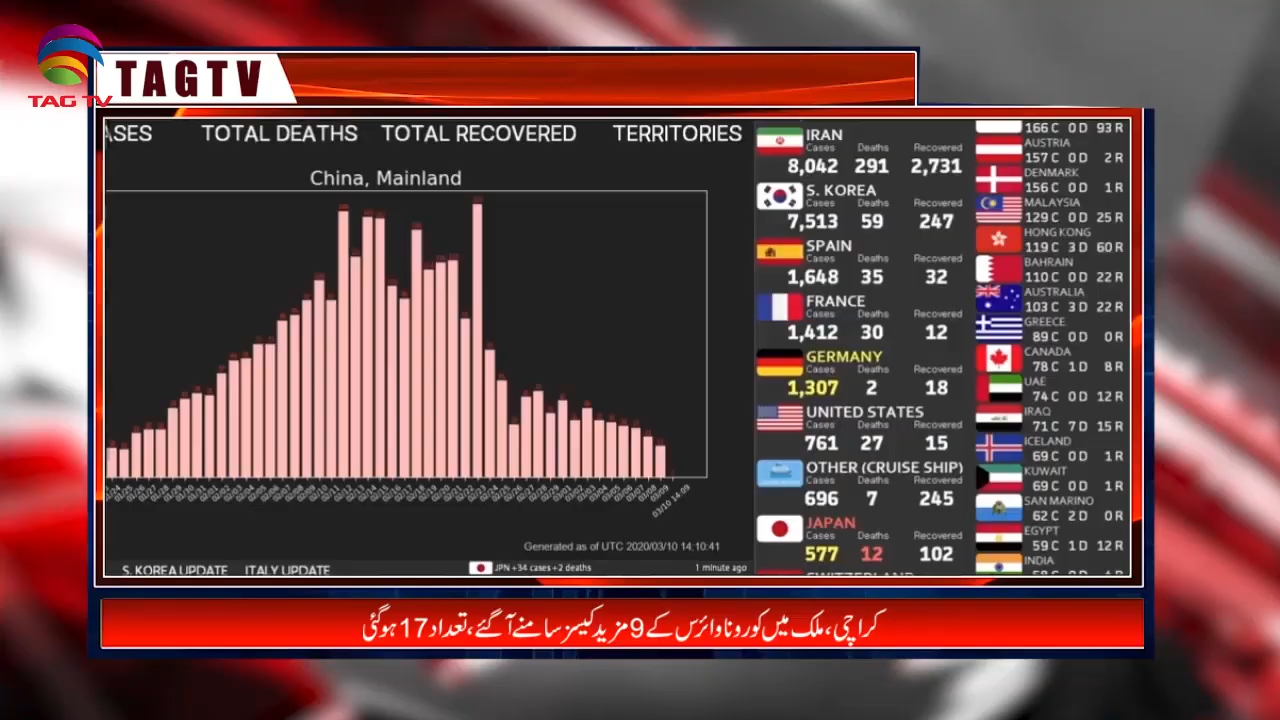 TAG TV
TAGTV
ASES TOTAL DEATHS TOTAL RECOVERED TERRITORIES
China, Mainland
03/10 14:09
Generated as of UTC 2020/03/10 14:10:41
S. KOREA UPDATE ITALY UPDATE
JPN +34 cases +2 deaths 1 minute ago
IRAN
Cases Deaths Recovered
8,042 291 2,731
S. KOREA
Cases Deaths Recovered
7,513 59 247
SPAIN
Cases Deaths Recovered
1,648 35 32
FRANCE
Cases Deaths Recovered
1,412 30 12
GERMANY
Cases Deaths Recovered
1,307 2 18
UNITED STATES
Cases Deaths Recovered
761 27 15
OTHER (CRUISE SHIP)
Cases Deaths Recovered
696 7 245
JAPAN
Cases Deaths Recovered
577 12 102
SWITZERLAND
166 C 0 D 93 R
AUSTRIA
157 C 0 D 2 R
DENMARK
156 C 0 D 1 R
MALAYSIA
129 C 0 D 25 R
HONG KONG
119 C 3 D 60 R
BAHRAIN
110 C 0 D 22 R
AUSTRALIA
103 C 3 D 22 R
GREECE
89 C 0 D 0 R
CANADA
78 C 1 D 8 R
UAE
74 C 0 D 12 R
IRAQ
71 C 7 D 15 R
ICELAND
69 C 0 D 1 R
KUWAIT
69 C 0 D 1 R
SAN MARINO
62 C 2 D 0 R
EGYPT
59 C 1 D 12 R
INDIA
کراچی، ملک میں کورونا وائرس کے 9 مزید کیسز سامنے آگئے، تعداد 17 ہوگئی